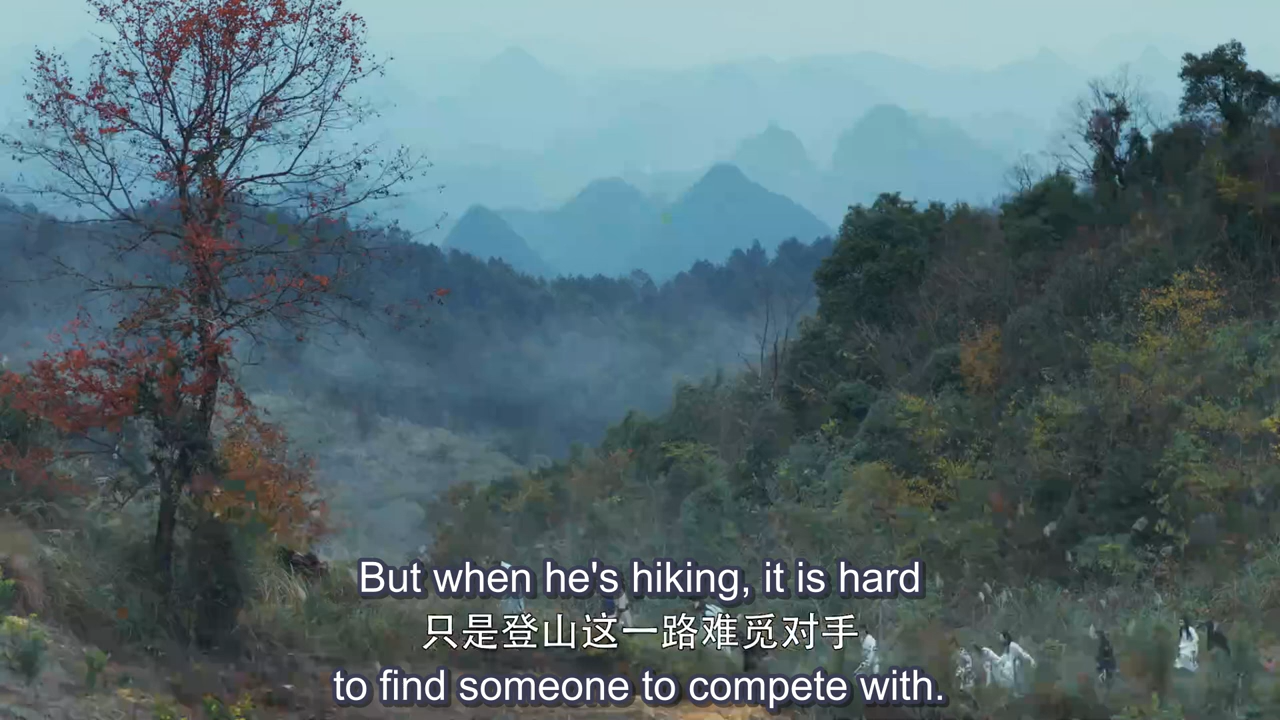 But when he's hiking, it is hard
只是登山这一路难觅对手
to find someone to compete with.